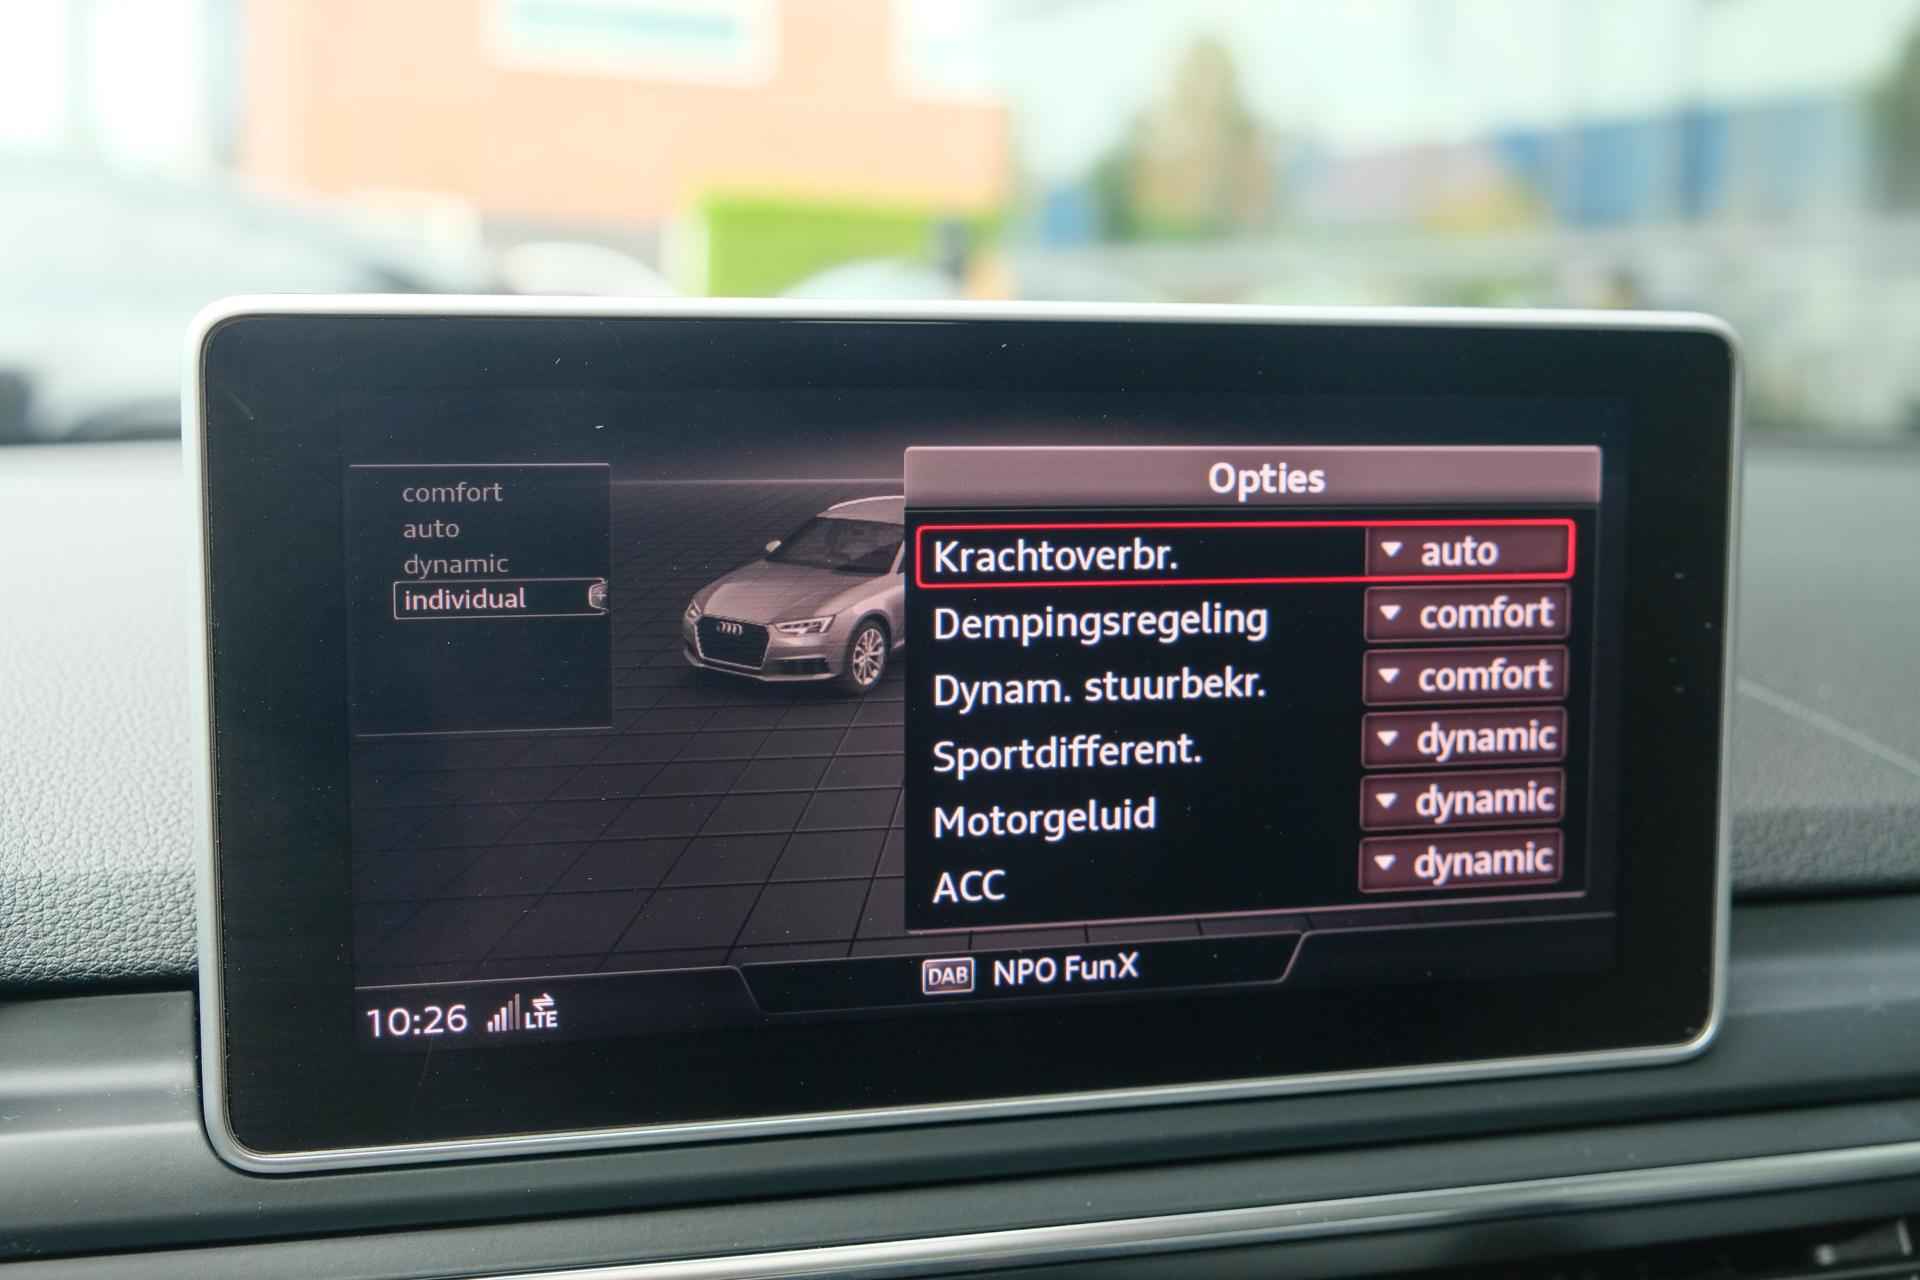 comfort
auto
dynamic
individual
Opties
Krachtoverbr. auto
Dempingsregeling comfort
Dynam. stuurbekr. comfort
Sportdifferent. dynamic
Motorgeluid dynamic
ACC dynamic
DAB NPO FunX
10:26 LTE